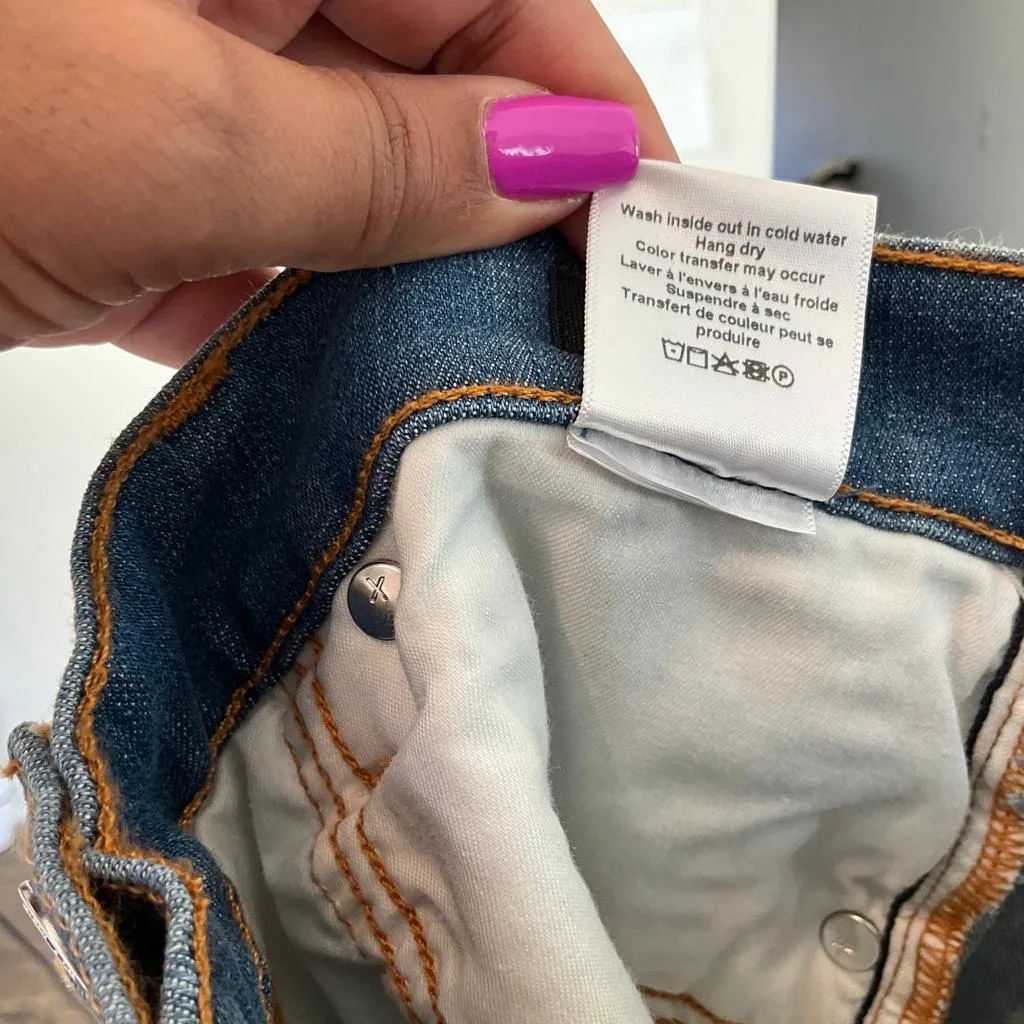 Wash inside out in cold water
Hang dry
Color transfer may occur
Laver à l'envers à l'eau froide
Suspendre à sec
Transfert de couleur peut se
produire
P
X